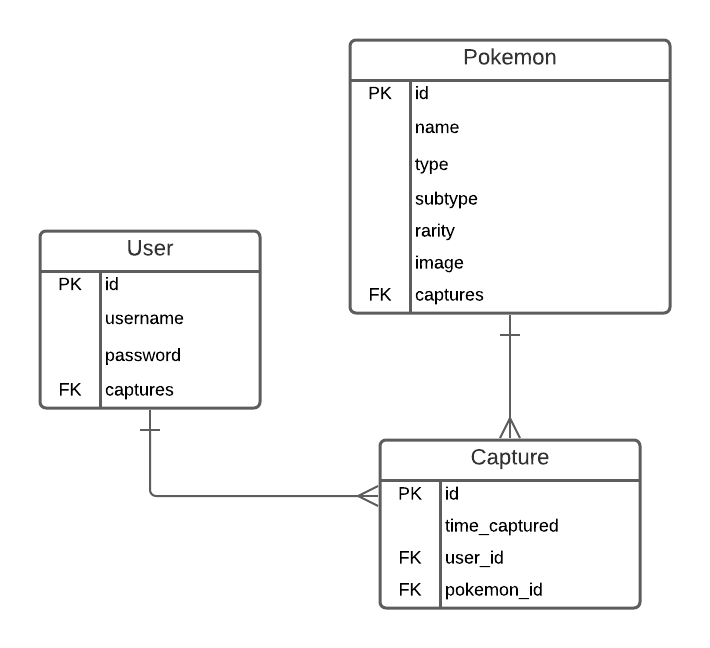 Pokemon
PK id
name
type
subtype
rarity
image
FK captures
User
PK id
username
password
FK captures
Capture
PK id
time_captured
FK user_id
FK pokemon_id